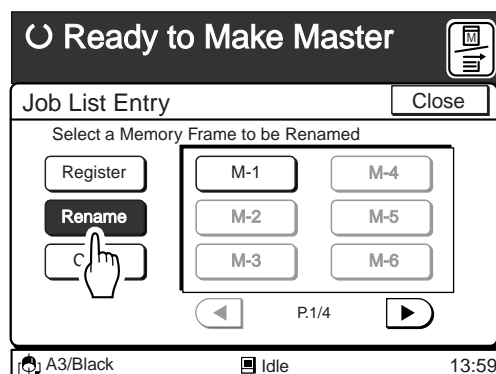 Ready to Make Master
M
Job List Entry
Close
Select a Memory Frame to be Renamed
Register
M-1
M-4
Rename
M-2
M-5
M-3
M-6
P.1/4
A3/Black
Idle
13:59